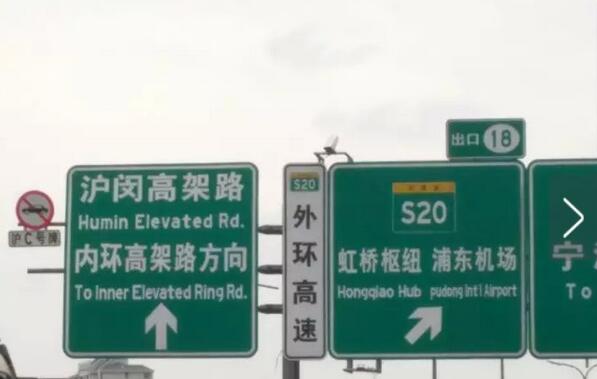 沪闵高架路
Humin Elevated Rd.
内环高架路方向
To Inner Elevated Ring Rd.
沪C号牌
S20
外环高速
出口 18
S20
虹桥枢纽 浦东机场
Hongqiao Hub pudong int'l Airport
宁
To